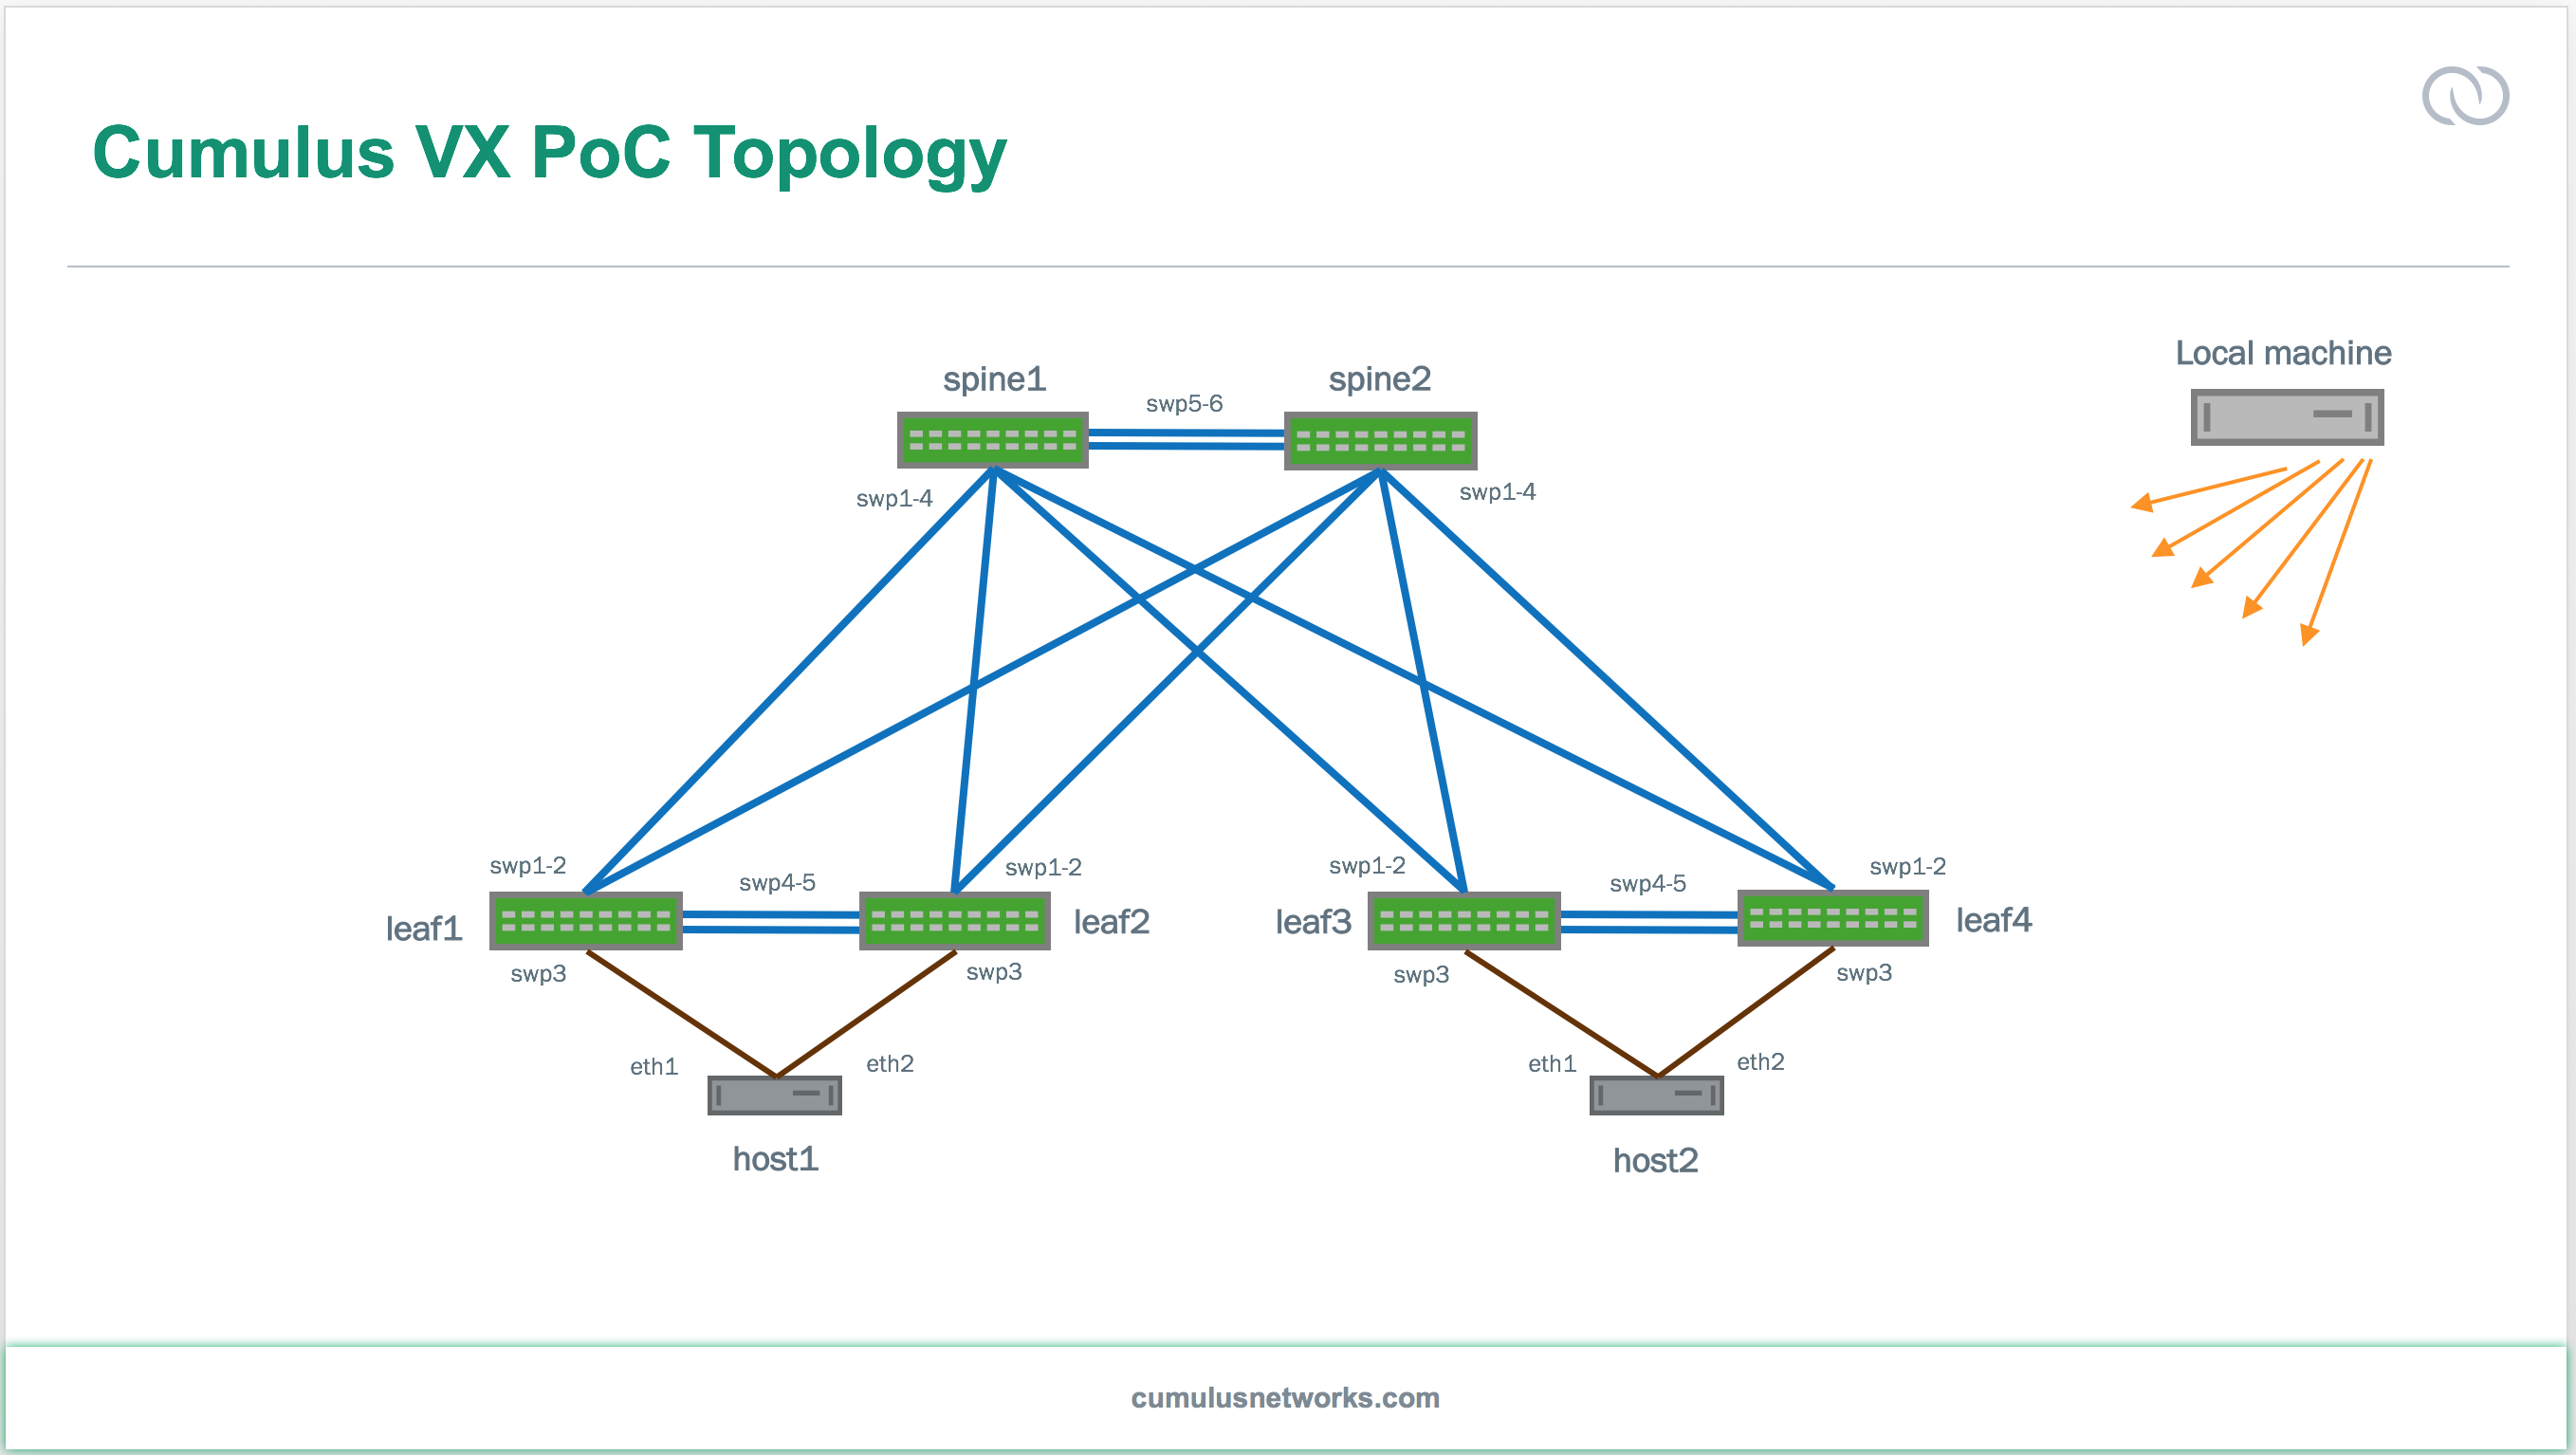 Cumulus VX PoC Topology
Local machine
spine1
spine2
swp5-6
swp1-4
swp1-4
swp1-2
swp4-5
swp1-2
swp1-2
swp4-5
swp1-2
leaf1
leaf2
leaf3
leaf4
swp3
swp3
swp3
swp3
eth1
eth2
eth1
eth2
host1
host2
cumulusnetworks.com